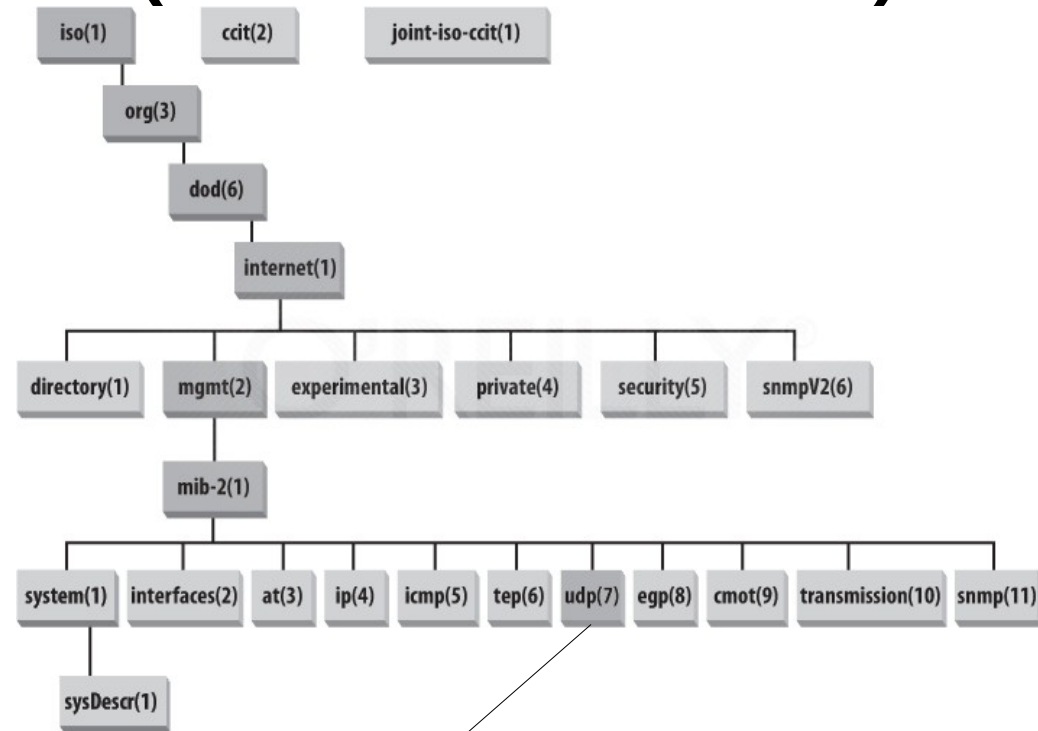 iso(1) ccit(2) joint-iso-ccit(1)
org(3)
dod(6)
internet(1)
directory(1) mgmt(2) experimental(3) private(4) security(5) snmpV2(6)
mib-2(1)
system(1) interfaces(2) at(3) ip(4) icmp(5) tep(6) udp(7) egp(8) cmot(9) transmission(10) snmp(11)
sysDescr(1)